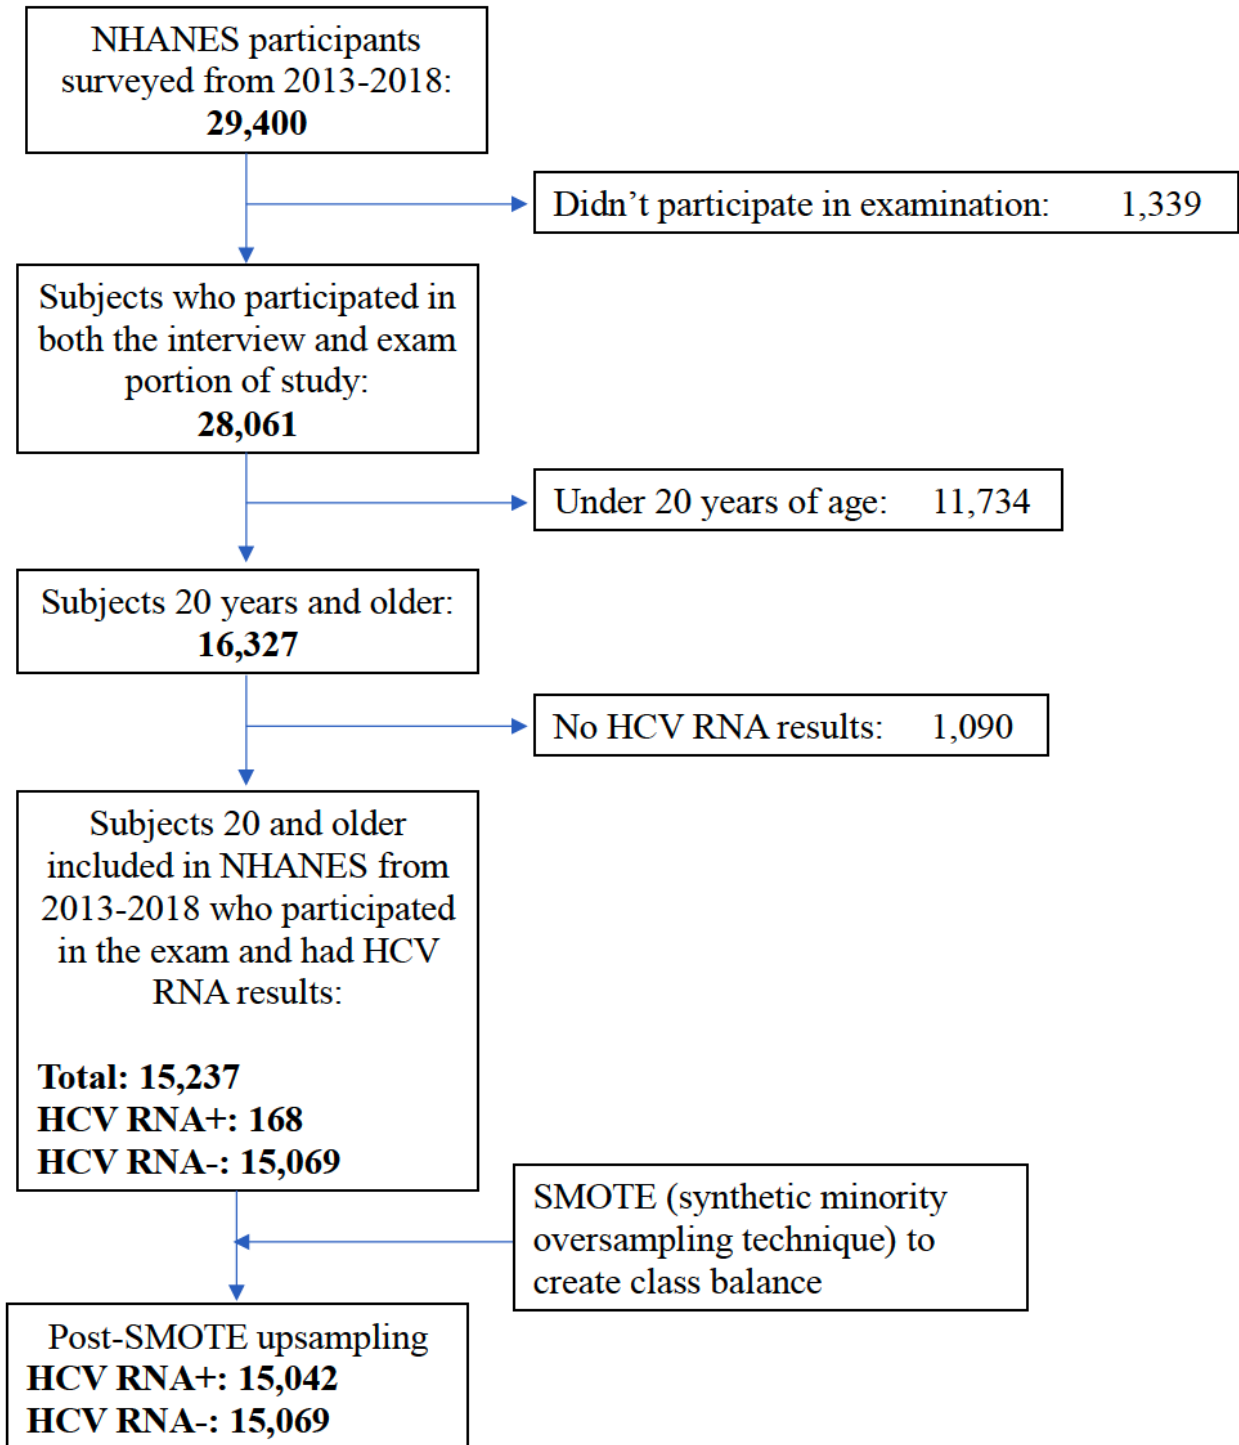 NHANES participants
surveyed from 2013-2018:
29,400
Didn’t participate in examination: 1,339
Subjects who participated in
both the interview and exam
portion of study:
28,061
Under 20 years of age: 11,734
Subjects 20 years and older:
16,327
No HCV RNA results: 1,090
Subjects 20 and older
included in NHANES from
2013-2018 who participated
in the exam and had HCV
RNA results:
Total: 15,237
HCV RNA+: 168
HCV RNA-: 15,069
SMOTE (synthetic minority
oversampling technique) to
create class balance
Post-SMOTE upsampling
HCV RNA+: 15,042
HCV RNA-: 15,069